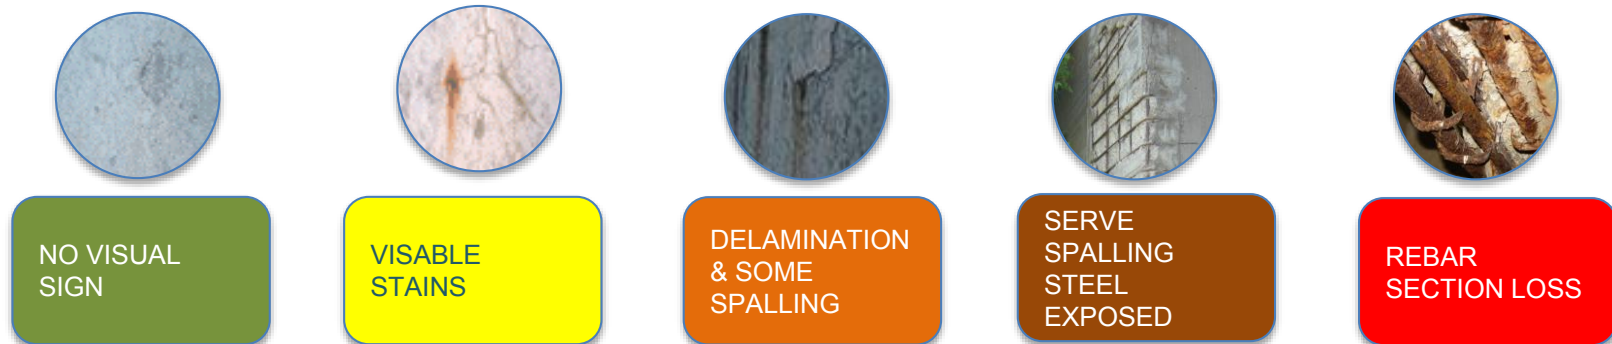 NO VISUAL
SIGN
VISABLE
STAINS
DELAMINATION
& SOME
SPALLING
SERVE
SPALLING
STEEL
EXPOSED
REBAR
SECTION LOSS